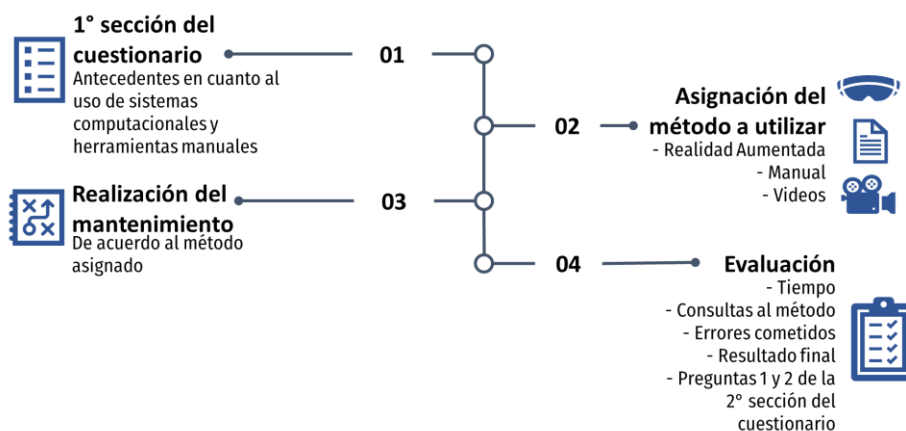 1° sección del
cuestionario
Antecedentes en cuanto al
uso de sistemas
computacionales y
herramientas manuales
01
02
Asignación del
método a utilizar
- Realidad Aumentada
- Manual
- Videos
Realización del
mantenimiento
De acuerdo al método
asignado
03
04
Evaluación
- Tiempo
- Consultas al método
- Errores cometidos
- Resultado final
- Preguntas 1 y 2 de la
2° sección del
cuestionario